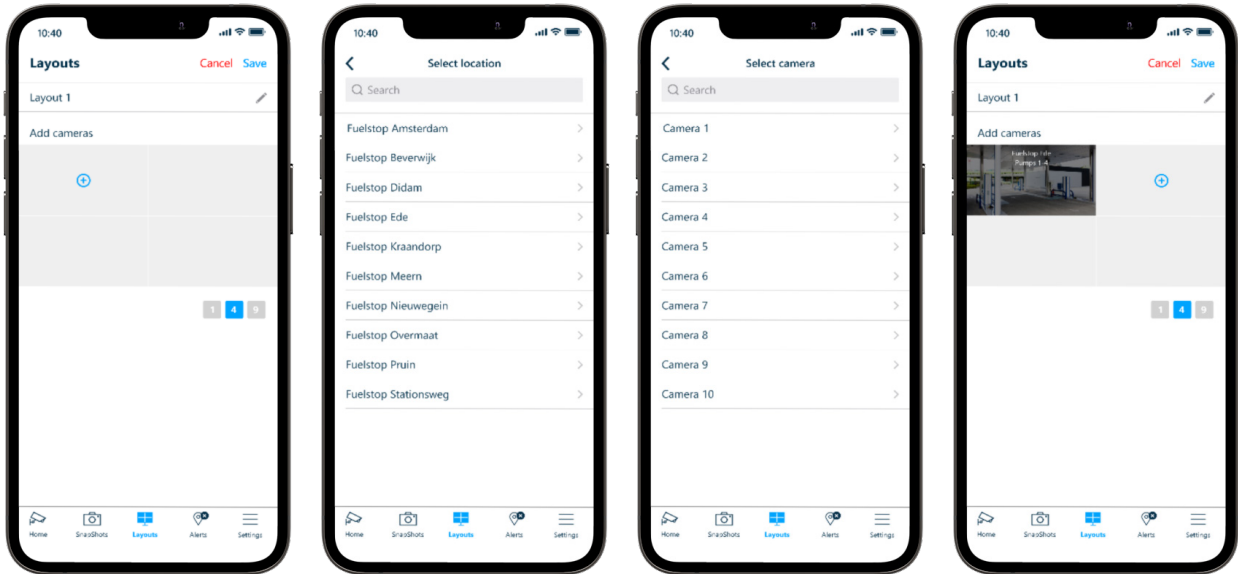 10:40
Layouts
Cancel Save
Layout 1
Add cameras
1 4 9
Home SnapShots Layouts Alerts Settings
10:40
Select location
Search
Fuelstop Amsterdam
Fuelstop Beverwijk
Fuelstop Didam
Fuelstop Ede
Fuelstop Kraandorp
Fuelstop Meern
Fuelstop Nieuwegein
Fuelstop Overmaat
Fuelstop Pruin
Fuelstop Stationsweg
Home SnapShots Layouts Alerts Settings
10:40
Select camera
Search
Camera 1
Camera 2
Camera 3
Camera 4
Camera 5
Camera 6
Camera 7
Camera 8
Camera 9
Camera 10
Home SnapShots Layouts Alerts Settings
10:40
Layouts
Cancel Save
Layout 1
Add cameras
Fuelstop Ede
Pumps 1-4
1 4 9
Home SnapShots Layouts Alerts Settings